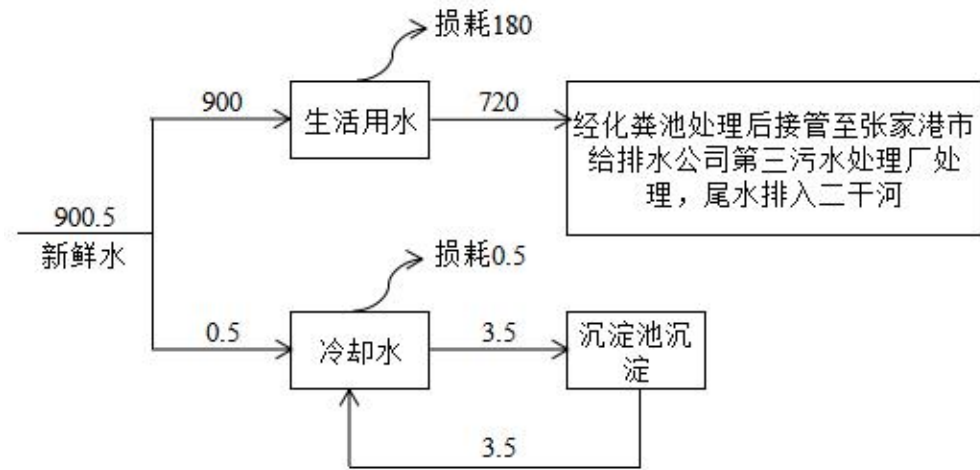 损耗180
900
生活用水
720
经化粪池处理后接管至张家港市
给排水公司第三污水处理厂处
理，尾水排入二干河
900.5
新鲜水
损耗0.5
0.5
冷却水
3.5
沉淀池沉
淀
3.5